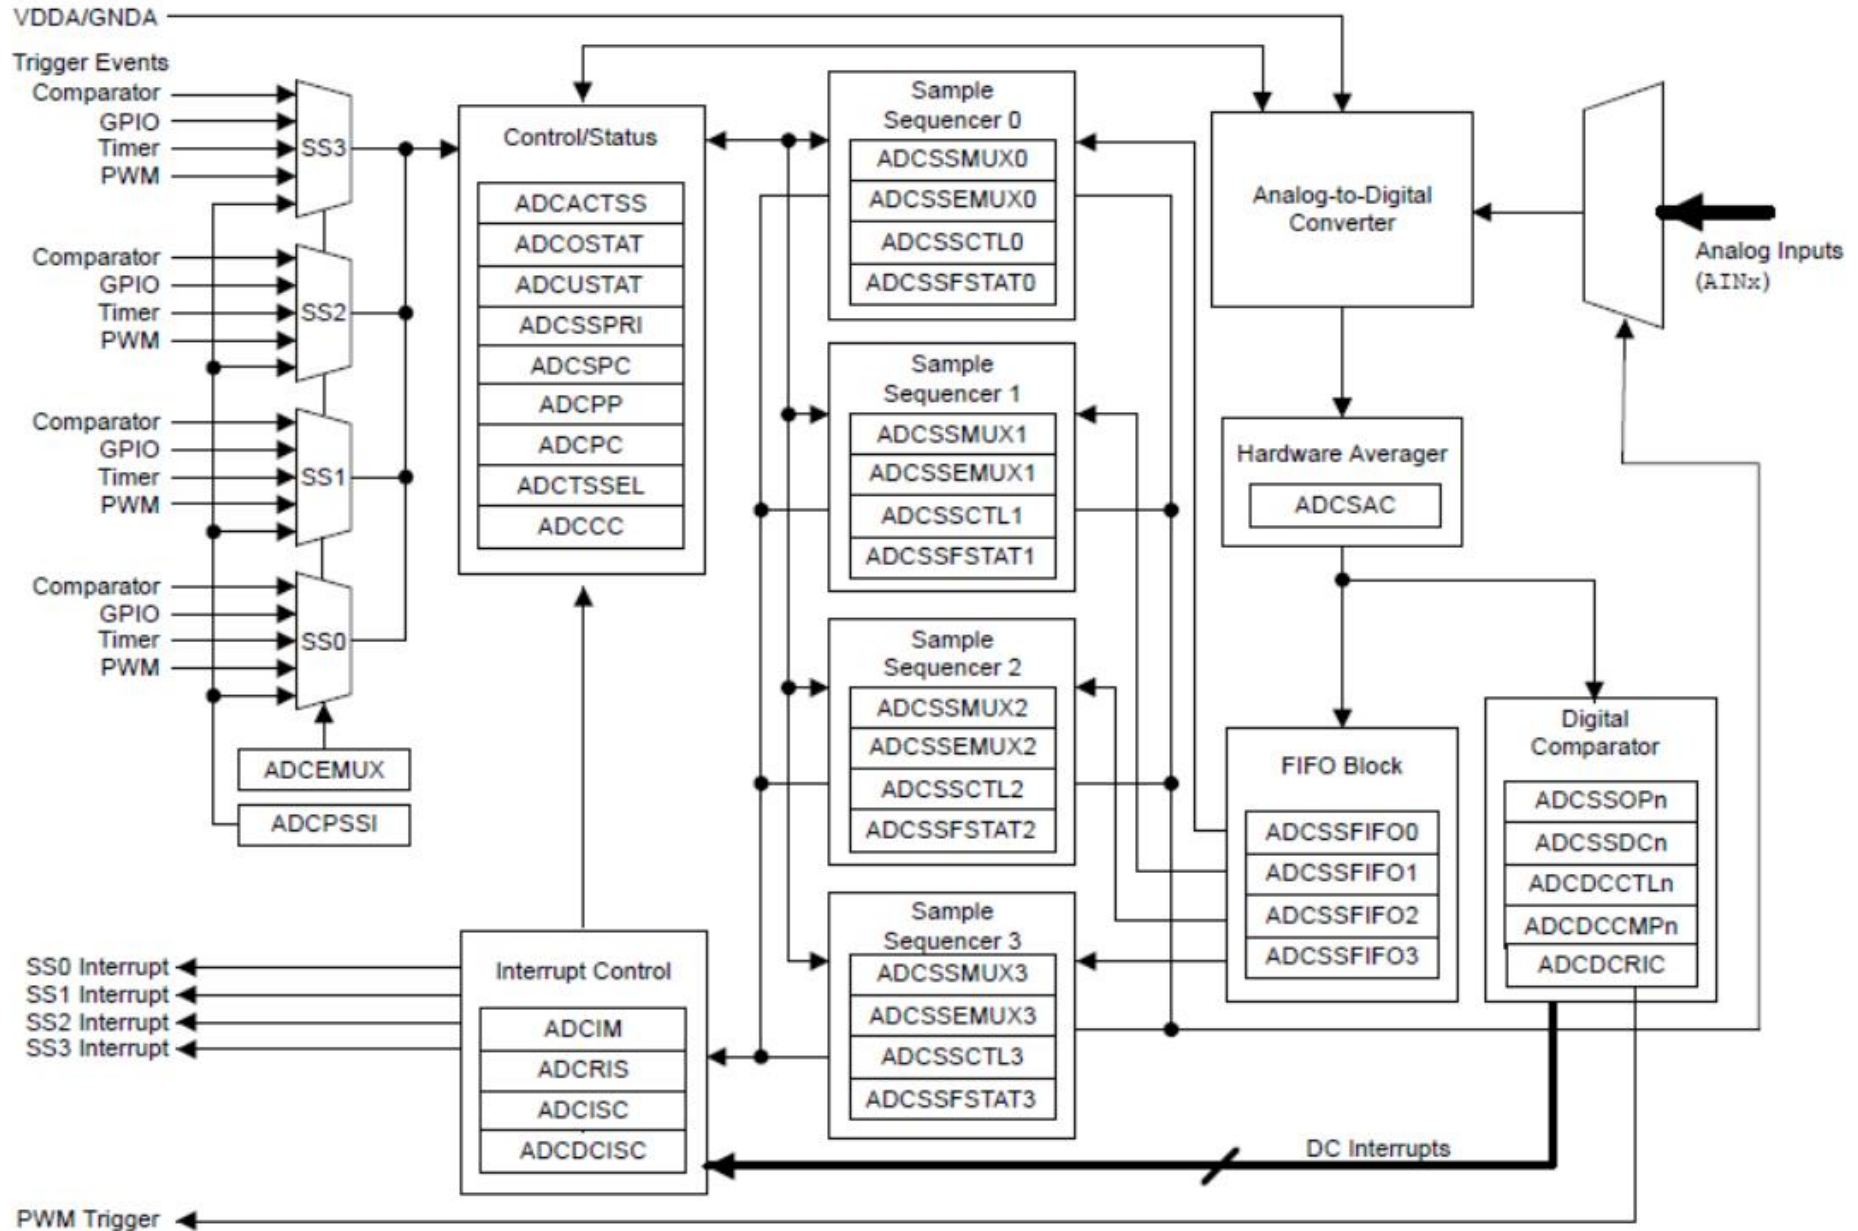 VDDA/GNDA
Trigger Events
Comparator
GPIO
Timer
PWM
SS3
Comparator
GPIO
Timer
PWM
SS2
Comparator
GPIO
Timer
PWM
SS1
Comparator
GPIO
Timer
PWM
SS0
ADCEMUX
ADCPSSI
Control/Status
ADCACTSS
ADCOSTAT
ADCUSTAT
ADCSSPRI
ADCSPC
ADCPP
ADCPC
ADCTSSEL
ADCCC
SS0 Interrupt
SS1 Interrupt
SS2 Interrupt
SS3 Interrupt
Interrupt Control
ADCIM
ADCRIS
ADCISC
ADCDCISC
PWM Trigger
Sample
Sequencer 0
ADCSSMUX0
ADCSSEMUX0
ADCSSCTL0
ADCSSFSTAT0
Sample
Sequencer 1
ADCSSMUX1
ADCSSEMUX1
ADCSSCTL1
ADCSSFSTAT1
Sample
Sequencer 2
ADCSSMUX2
ADCSSEMUX2
ADCSSCTL2
ADCSSFSTAT2
Sample
Sequencer 3
ADCSSMUX3
ADCSSEMUX3
ADCSSCTL3
ADCSSFSTAT3
Analog-to-Digital
Converter
Analog Inputs
(AINx)
Hardware Averager
ADCSAC
FIFO Block
ADCSSFIFO0
ADCSSFIFO1
ADCSSFIFO2
ADCSSFIFO3
Digital
Comparator
ADCSSOPn
ADCSSDCn
ADCDCCTLn
ADCDCCMPn
ADCDCRIC
DC Interrupts